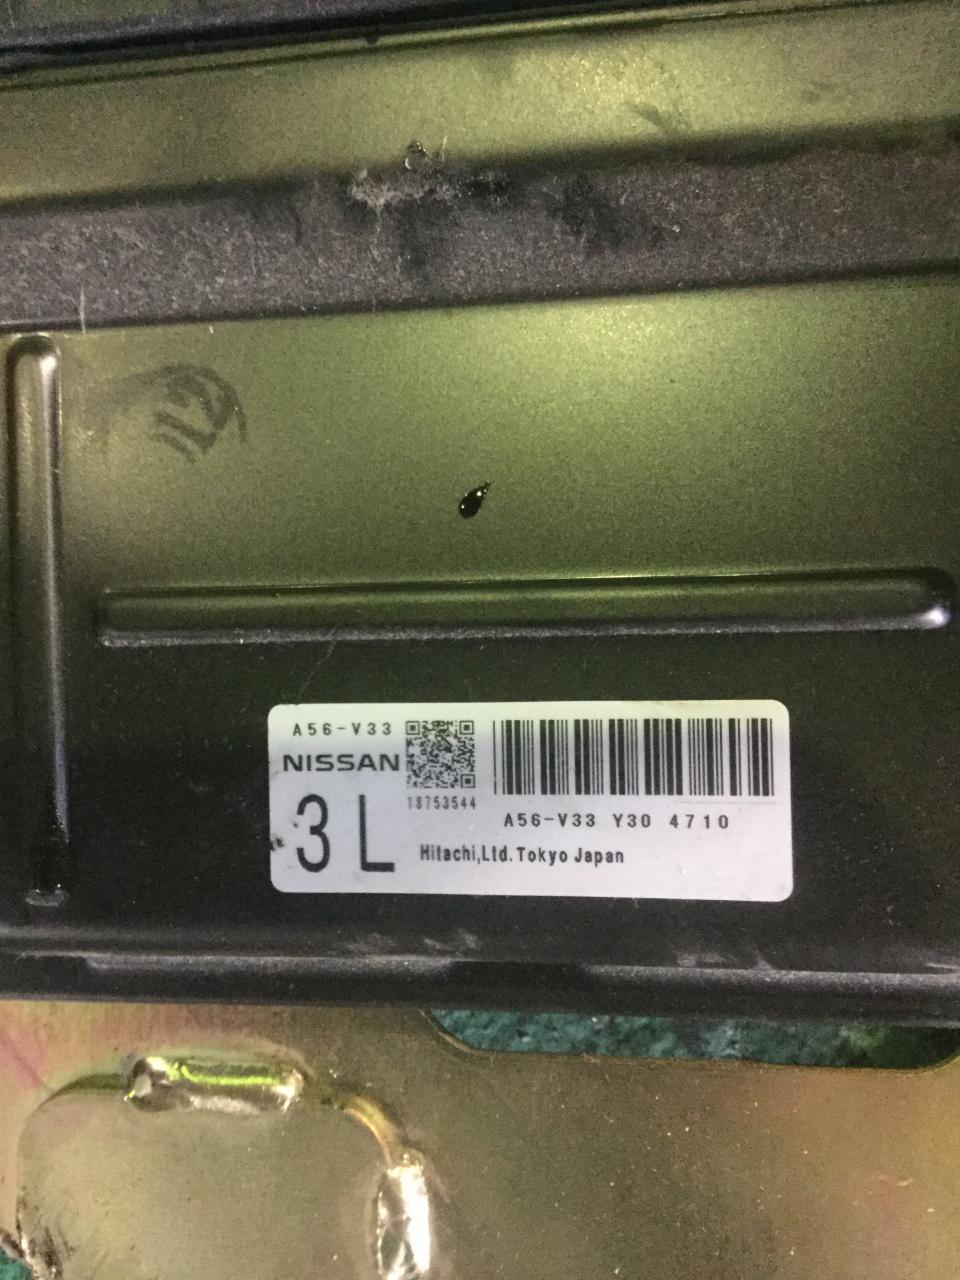 A56-V33
NISSAN
18753544
3 L
A56-V33 Y30 4710
Hitachi,Ltd. Tokyo Japan